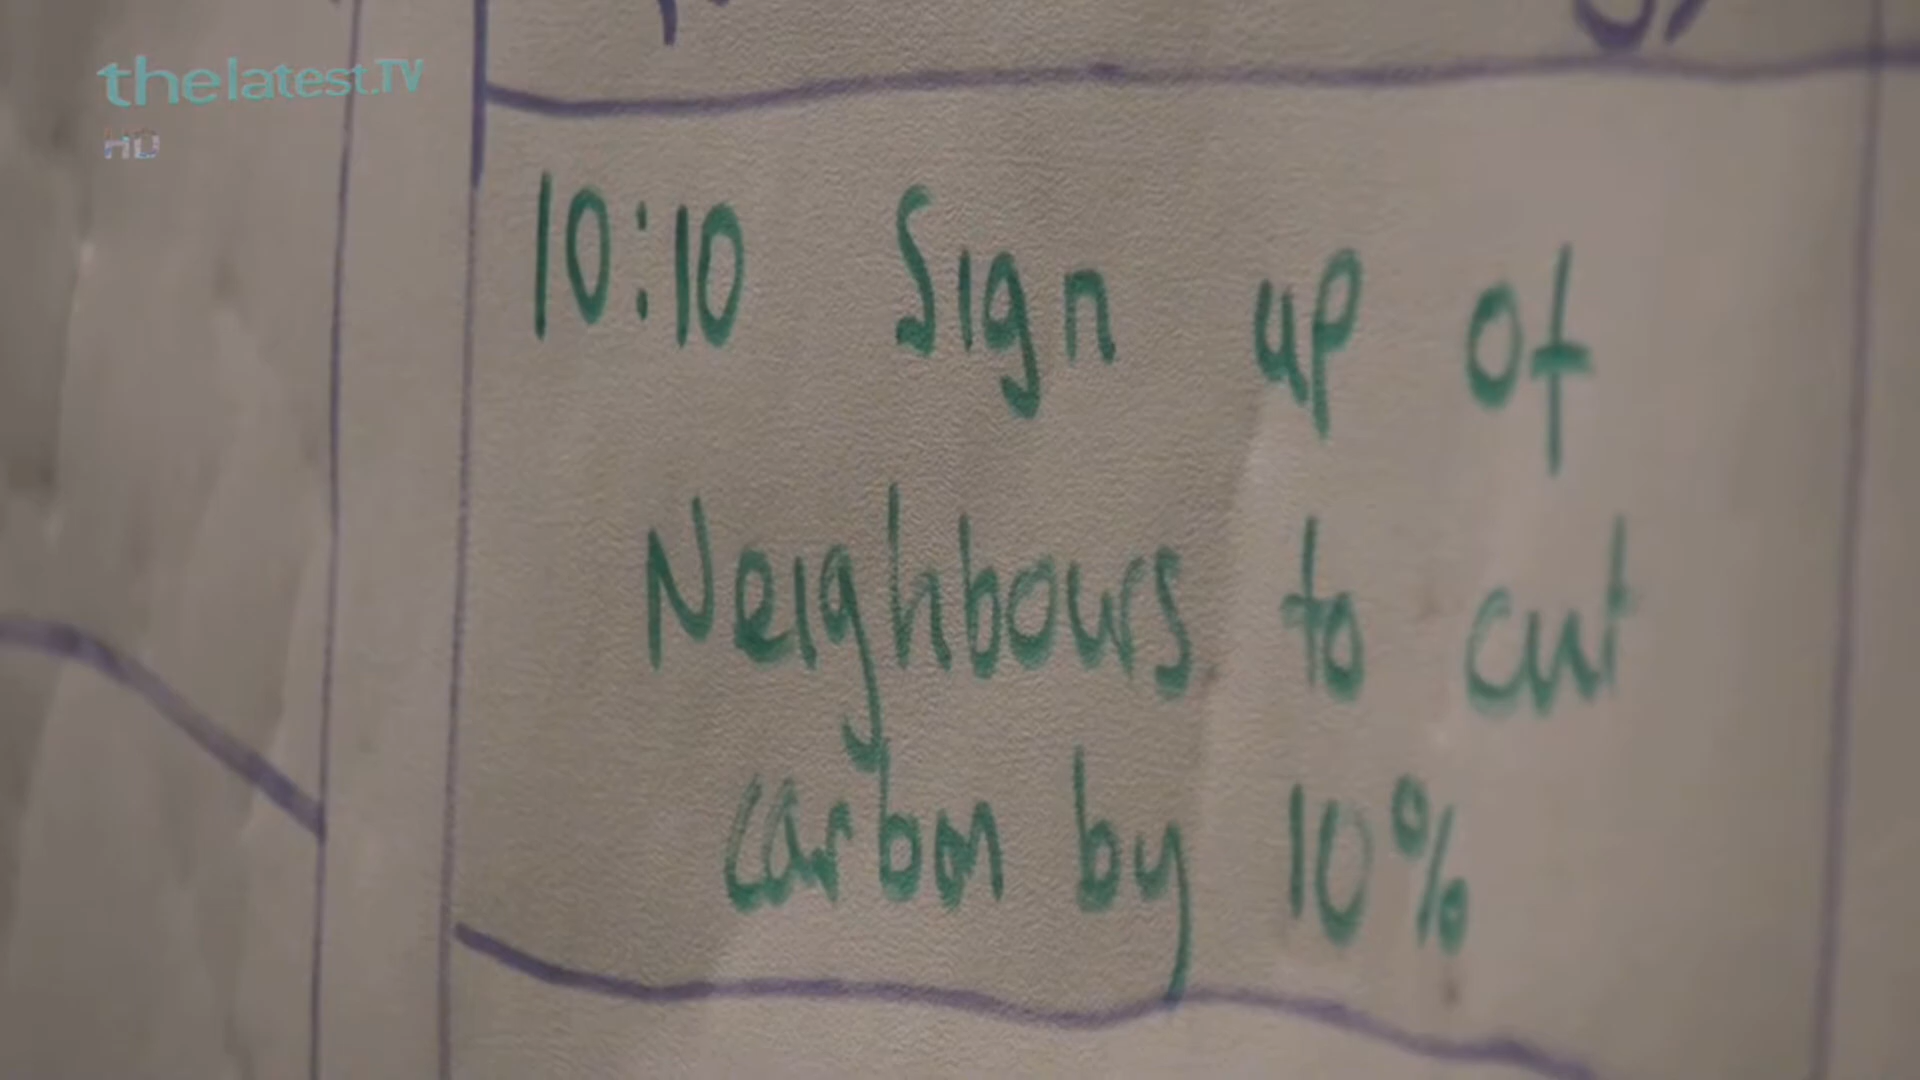 thelatest.TV
HD
10:10 Sign up of
Neighbours to cut
carbon by 10%